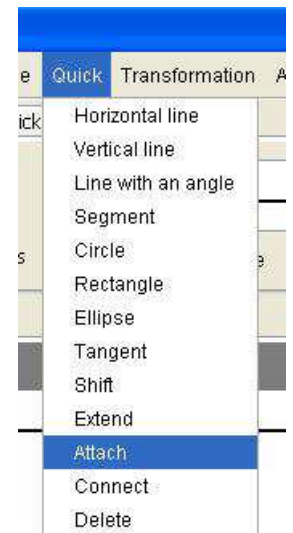 e Quick Transformation A
ick
Horizontal line
Vertical line
Line with an angle
Segment
Circle
s
e
Rectangle
Ellipse
Tangent
Shift
Extend
Attach
Connect
Delete